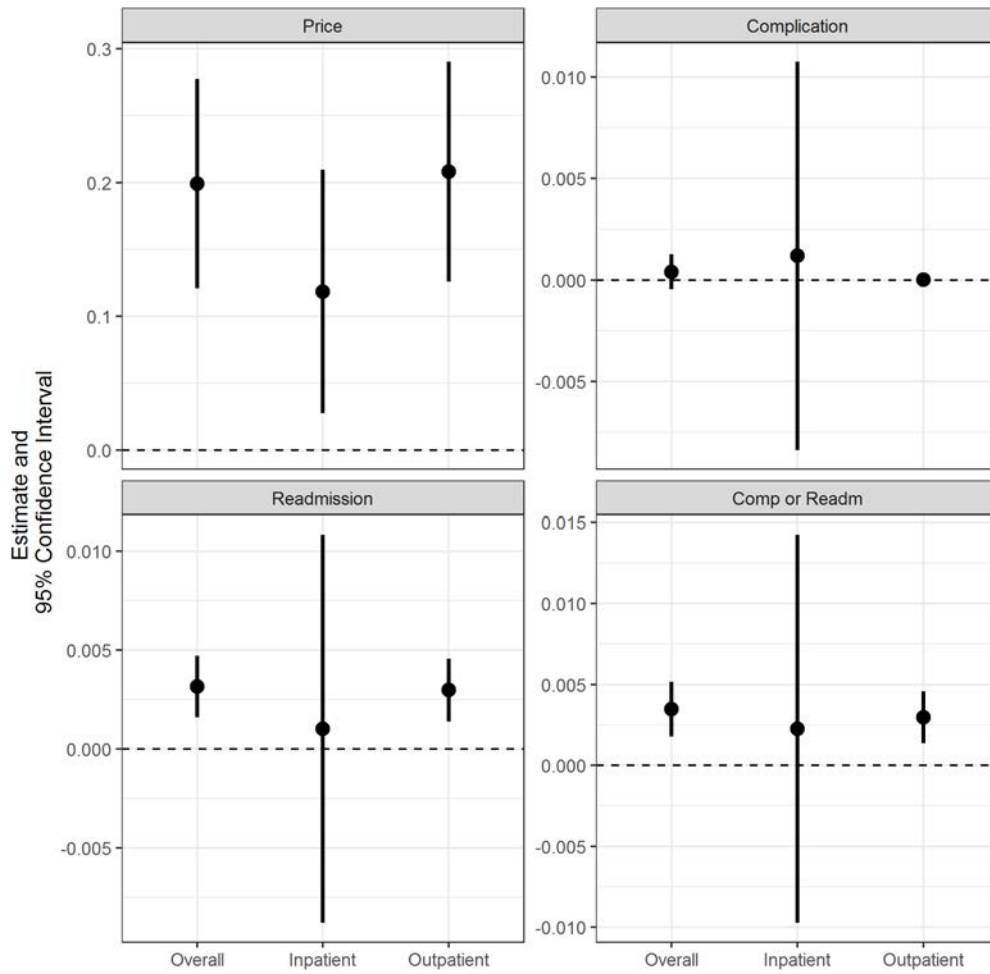 Price
Complication
0.3
0.2
0.1
0.0
0.010
0.005
0.000
-0.005
Estimate and
95% Confidence Interval
Readmission
Comp or Readm
0.010
0.005
0.000
-0.005
0.015
0.010
0.005
0.000
-0.005
-0.010
Overall Inpatient Outpatient
Overall Inpatient Outpatient